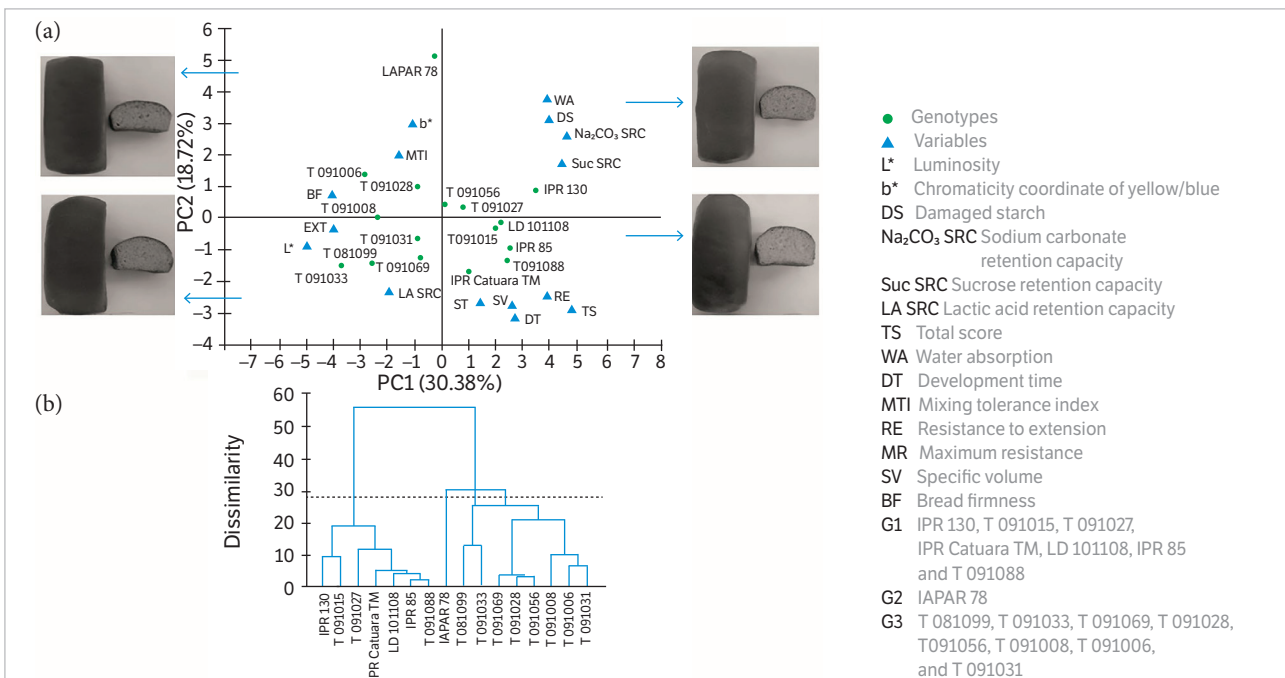 (a)
6
5
4
3
2
1
0
−1
−2
−3
−4
PC2 (18.72%)
LAPAR 78
WA
DS
Na₂CO₃ SRC
Suc SRC
b*
MTI
T 091006
T 091028
BF
T 091008
T 091056
T 091027
IPR 130
EXT
L*
T 091031
T 081099
T 091069
T 091033
LA SRC
LD 101108
T091015
IPR 85
T091088
IPR Catuara TM
ST
SV
RE
DT
TS
−7 −6 −5 −4 −3 −2 −1 0 1 2 3 4 5 6 7 8
PC1 (30.38%)
(b)
60
50
40
30
20
10
0
Dissimilarity
IPR 130
T 091015
T 091027
PR Catuara TM
LD 101108
IPR 85
T 091088
IAPAR 78
T 081099
T 091033
T 091069
T 091028
T 091056
T 091008
T 091006
T 091031
Genotypes
Variables
L* Luminosity
b* Chromaticity coordinate of yellow/blue
DS Damaged starch
Na₂CO₃ SRC Sodium carbonate
retention capacity
Suc SRC Sucrose retention capacity
LA SRC Lactic acid retention capacity
TS Total score
WA Water absorption
DT Development time
MTI Mixing tolerance index
RE Resistance to extension
MR Maximum resistance
SV Specific volume
BF Bread firmness
G1 IPR 130, T 091015, T 091027,
IPR Catuara TM, LD 101108, IPR 85
and T 091088
G2 IAPAR 78
G3 T 081099, T 091033, T 091069, T 091028,
T091056, T 091008, T 091006,
and T 091031